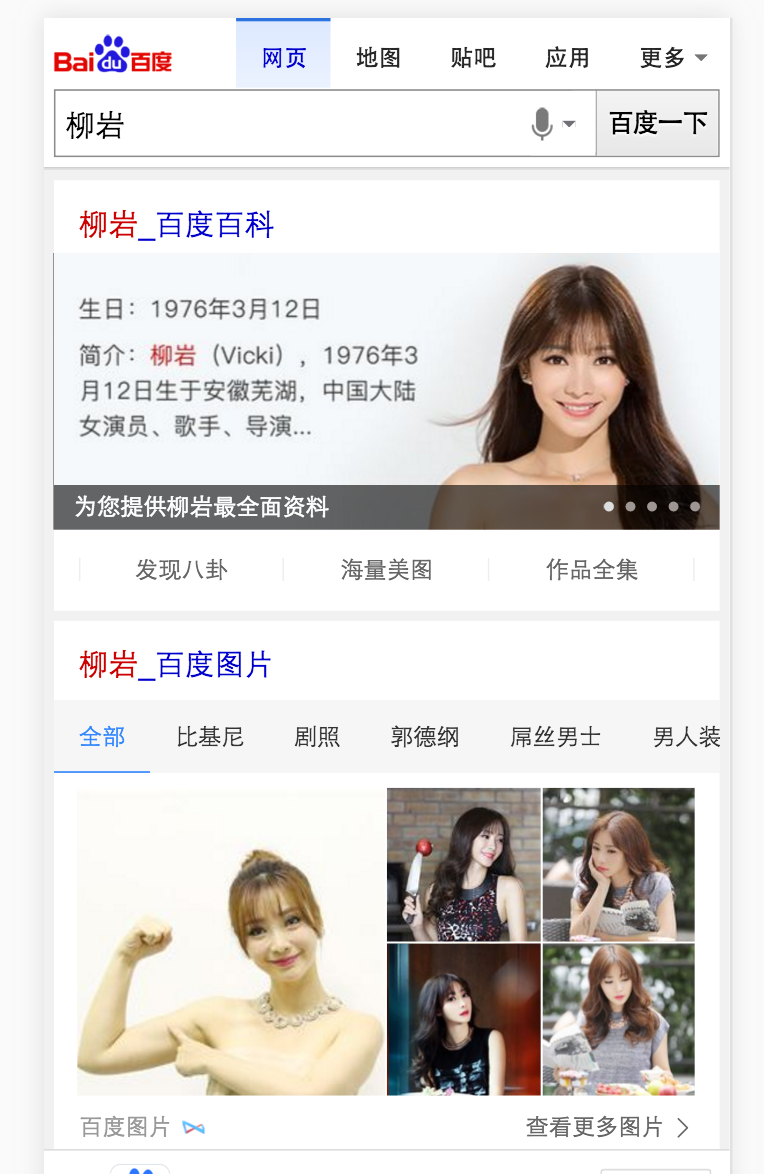 Bai du 百度
网页 地图 贴吧 应用 更多
柳岩 百度一下
柳岩_百度百科
生日：1976年3月12日
简介：柳岩（Vicki），1976年3
月12日生于安徽芜湖，中国大陆
女演员、歌手、导演...
为您提供柳岩最全面资料
发现八卦 海量美图 作品全集
柳岩_百度图片
全部 比基尼 剧照 郭德纲 屌丝男士 男人装
百度图片 查看更多图片